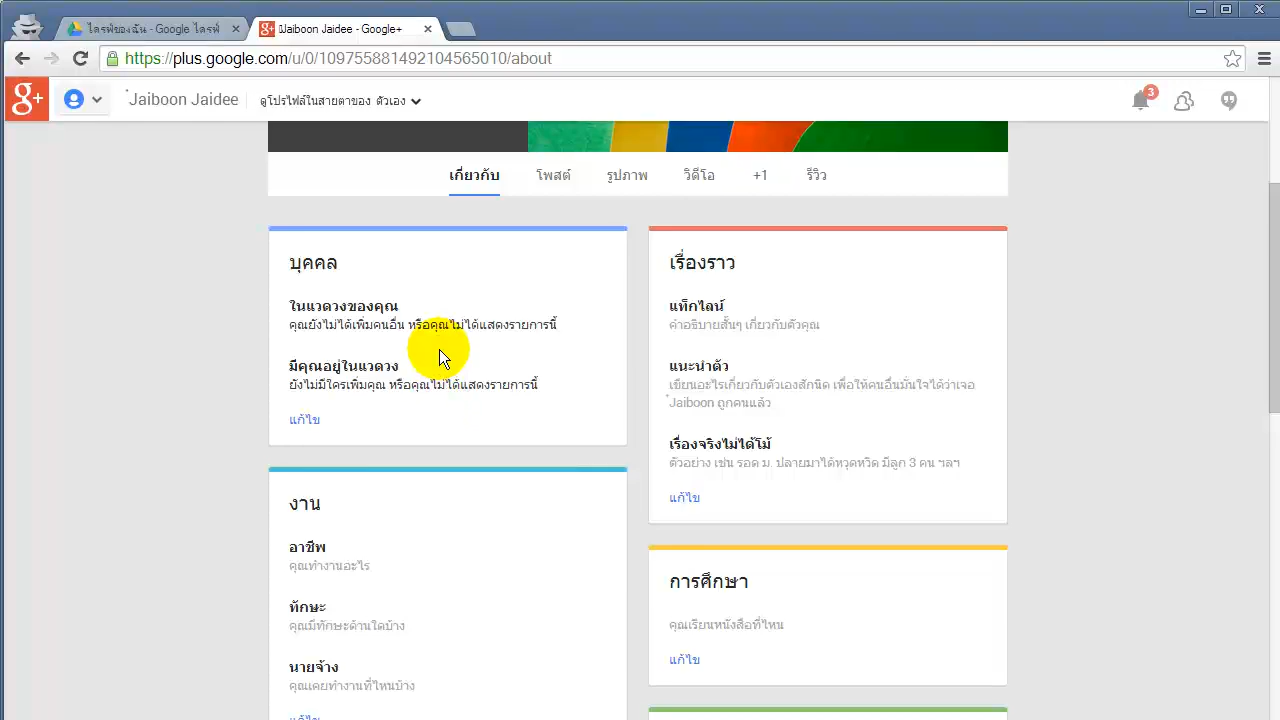 ไดรฟ์ของฉัน - Google ไดรฟ์
Jaiboon Jaidee - Google+
https://plus.google.com/u/0/109755881492104565010/about
g+
Jaiboon Jaidee
ดูโปรไฟล์ในสายตาของ ตัวเอง
3
เกี่ยวกับ
โพสต์
รูปภาพ
วิดีโอ
+1
รีวิว
บุคคล
ในแวดวงของคุณ
คุณยังไม่ได้เพิ่มคนอื่น หรือคุณไม่ได้แสดงรายการนี้
มีคุณอยู่ในแวดวง
ยังไม่มีใครเพิ่มคุณ หรือคุณไม่ได้แสดงรายการนี้
แก้ไข
งาน
อาชีพ
คุณทำงานอะไร
ทักษะ
คุณมีทักษะด้านใดบ้าง
นายจ้าง
คุณเคยทำงานที่ไหนบ้าง
แก้ไข
เรื่องราว
แท็กไลน์
คำอธิบายสั้นๆ เกี่ยวกับตัวคุณ
แนะนำตัว
เขียนอะไรเกี่ยวกับตัวเองสักนิด เพื่อให้คนอื่นมั่นใจได้ว่าเจอ
Jaiboon ถูกคนแล้ว
เรื่องจริงไม่ได้โม้
ตัวอย่าง เช่น รอด ม. ปลายมาได้หวุดหวิด มีลูก 3 คน ฯลฯ
แก้ไข
การศึกษา
คุณเรียนหนังสือที่ไหน
แก้ไข